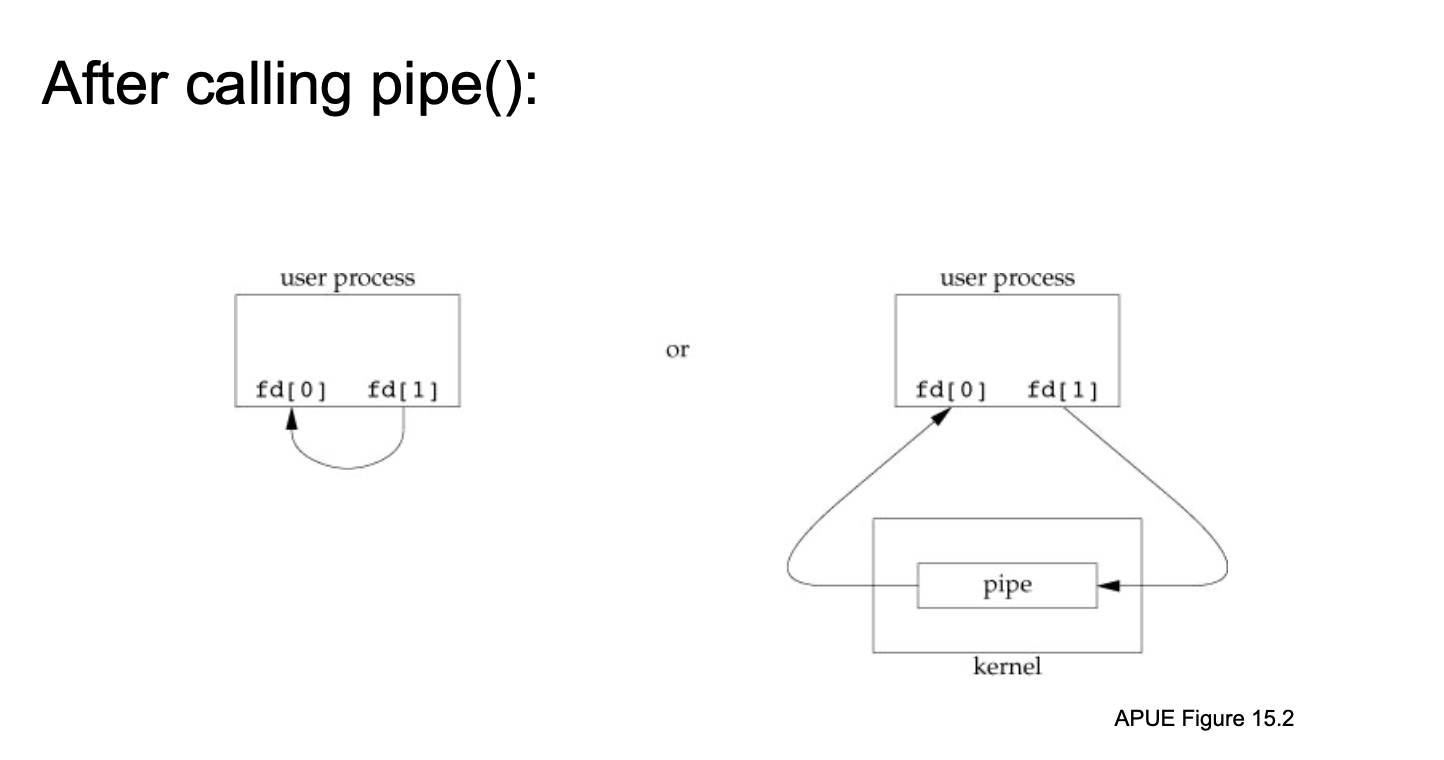 After calling pipe():
user process
fd[0] fd[1]
or
user process
fd[0] fd[1]
pipe
kernel
APUE Figure 15.2